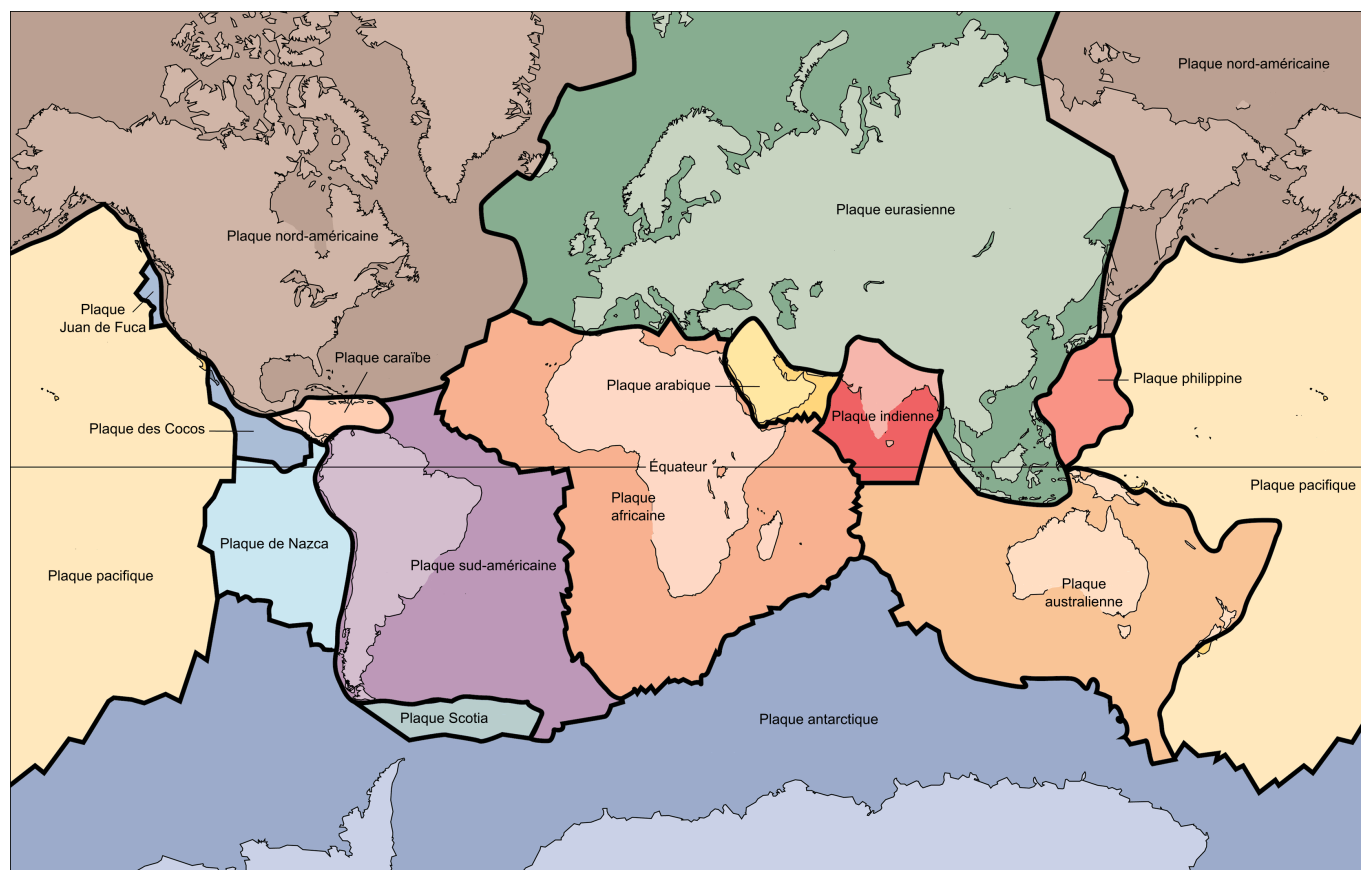 Plaque nord-américaine
Plaque eurasienne
Plaque nord-américaine
Plaque
Juan de Fuca
Plaque caraïbe
Plaque arabique
Plaque philippine
Plaque indienne
Plaque des Cocos
Équateur
Plaque pacifique
Plaque
africaine
Plaque de Nazca
Plaque sud-américaine
Plaque pacifique
Plaque
australienne
Plaque Scotia
Plaque antarctique